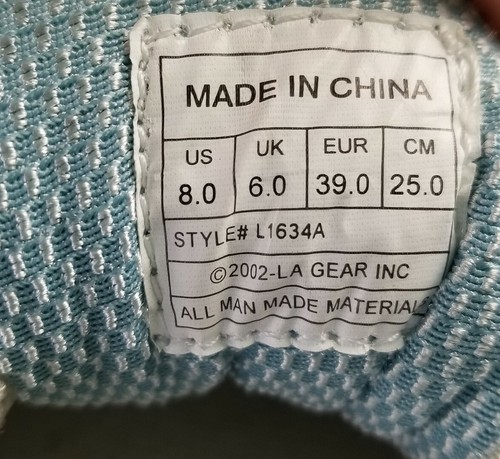 MADE IN CHINA
US UK EUR CM
8.0 6.0 39.0 25.0
STYLE# L1634A
©2002-LA GEAR INC
ALL MAN MADE MATERIAL